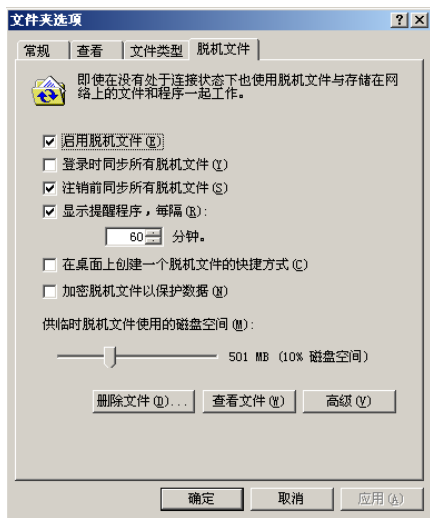 文件夹选项
常规 查看 文件类型 脱机文件
即使在没有处于连接状态下也使用脱机文件与存储在网
络上的文件和程序一起工作。
启用脱机文件(E)
登录时同步所有脱机文件(Y)
注销前同步所有脱机文件(S)
显示提醒程序，每隔(R):
60 分钟。
在桌面上创建一个脱机文件的快捷方式(C)
加密脱机文件以保护数据(N)
供临时脱机文件使用的磁盘空间(M):
501 MB (10% 磁盘空间)
删除文件(D)... 查看文件(W) 高级(V)
确定 取消 应用(A)